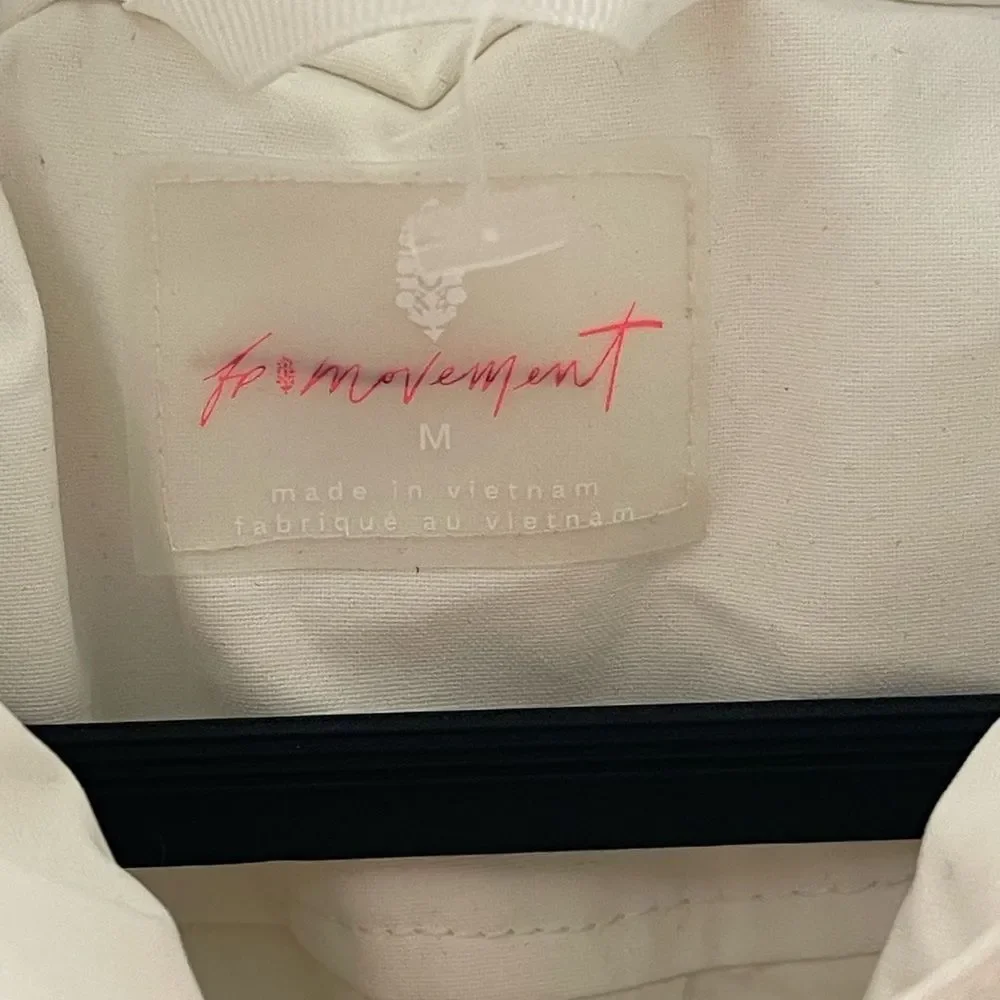 fp movement
M
made in vietnam
fabriqué au vietnam